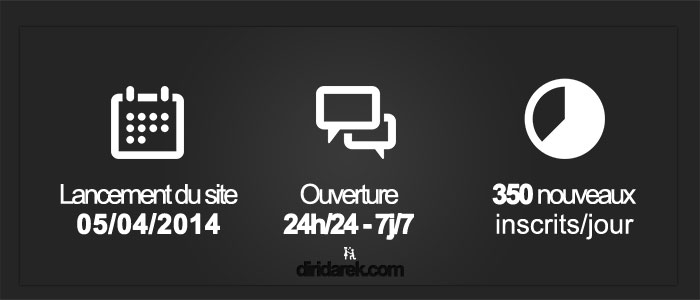 Lancement du site
05/04/2014
Ouverture
24h/24 - 7j/7
350 nouveaux
inscrits/jour
diridarek.com